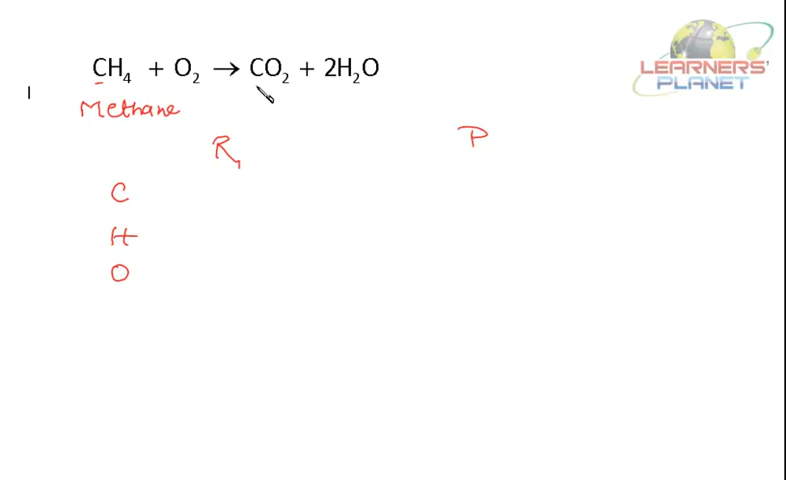 CH₄ + O₂ → CO₂ + 2H₂O
LEARNERS'
PLANET
Methane
R
P
C
H
O